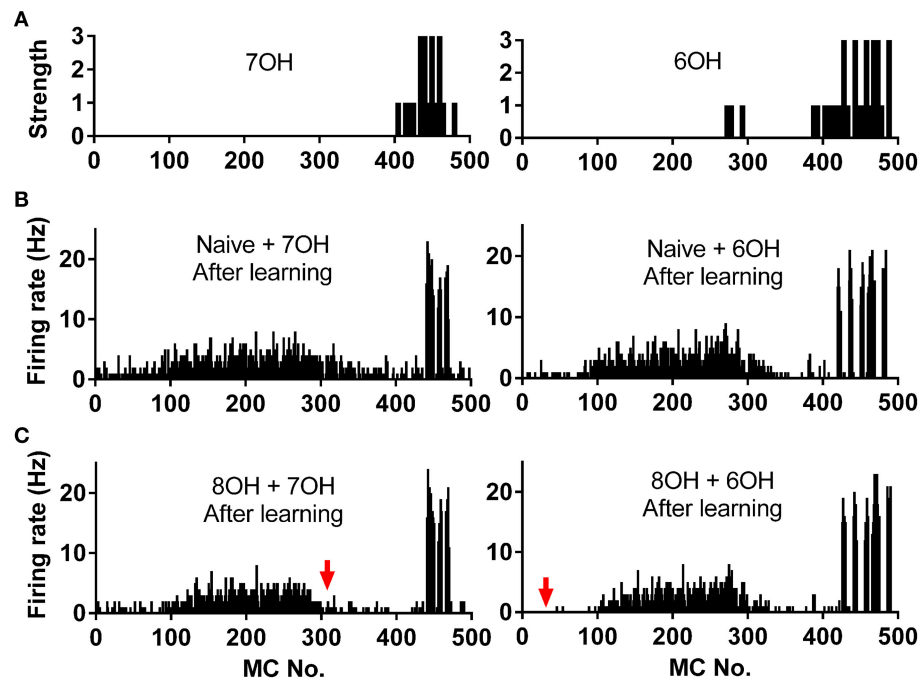 A
Strength
3
2
1
0
7OH
0 100 200 300 400 500
3
2
1
0
6OH
0 100 200 300 400 500
B
Firing rate (Hz)
20
10
0
Naive + 7OH
After learning
0 100 200 300 400 500
20
10
0
Naive + 6OH
After learning
0 100 200 300 400 500
C
Firing rate (Hz)
20
10
0
8OH + 7OH
After learning
0 100 200 300 400 500
MC No.
20
10
0
8OH + 6OH
After learning
0 100 200 300 400 500
MC No.